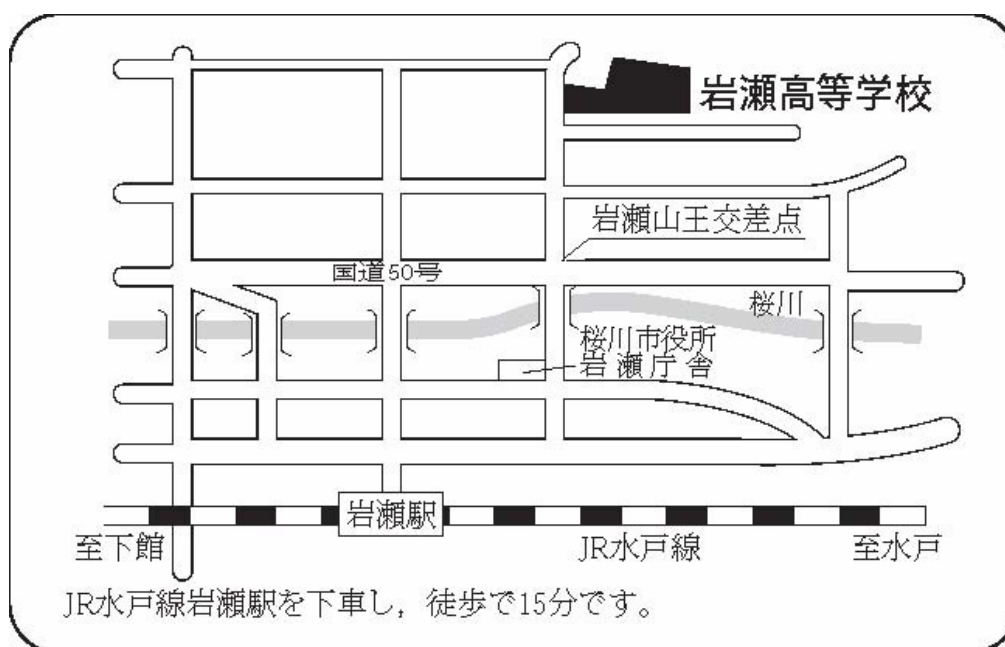 岩瀬高等学校
岩瀬山王交差点
国道50号
桜川
桜川市役所
岩瀬庁舎
岩瀬駅
至下館
JR水戸線
至水戸
JR水戸線岩瀬駅を下車し，徒歩で15分です。